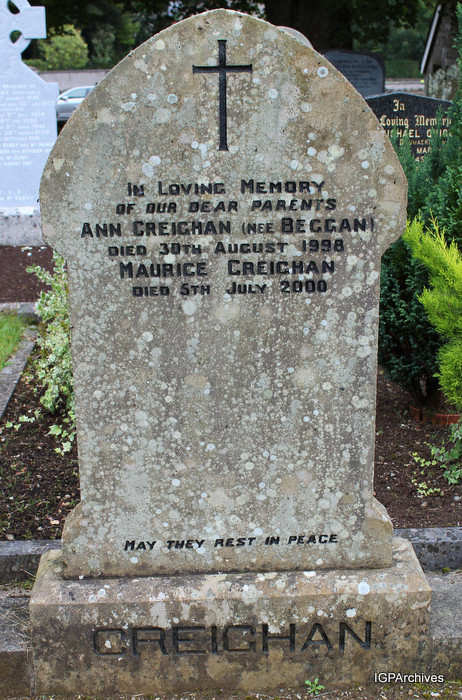 IN LOVING MEMORY
OF OUR DEAR PARENTS
ANN CREIGHAN (NEE BEGGAN)
DIED 30TH AUGUST 1998
MAURICE CREIGHAN
DIED 5TH JULY 2000
MAY THEY REST IN PEACE
CREIGHAN
In
Loving Memory
IGPArchives